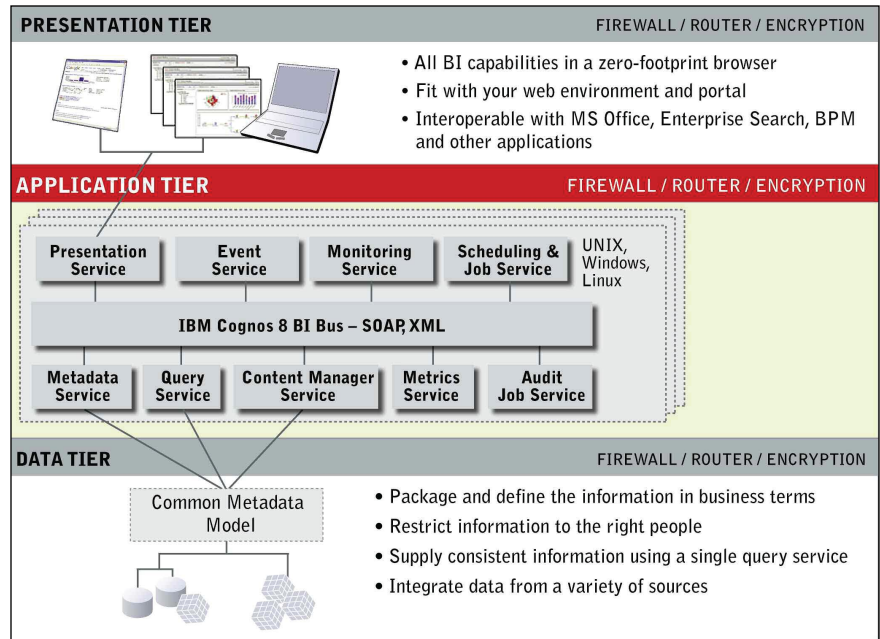 PRESENTATION TIER
FIREWALL / ROUTER / ENCRYPTION
• All BI capabilities in a zero-footprint browser
• Fit with your web environment and portal
• Interoperable with MS Office, Enterprise Search, BPM
and other applications
APPLICATION TIER
FIREWALL / ROUTER / ENCRYPTION
Presentation
Service
Event
Service
Monitoring
Service
Scheduling &
Job Service
UNIX,
Windows,
Linux
IBM Cognos 8 BI Bus – SOAP, XML
Metadata
Service
Query
Service
Content Manager
Service
Metrics
Service
Audit
Job Service
DATA TIER
FIREWALL / ROUTER / ENCRYPTION
Common Metadata
Model
• Package and define the information in business terms
• Restrict information to the right people
• Supply consistent information using a single query service
• Integrate data from a variety of sources